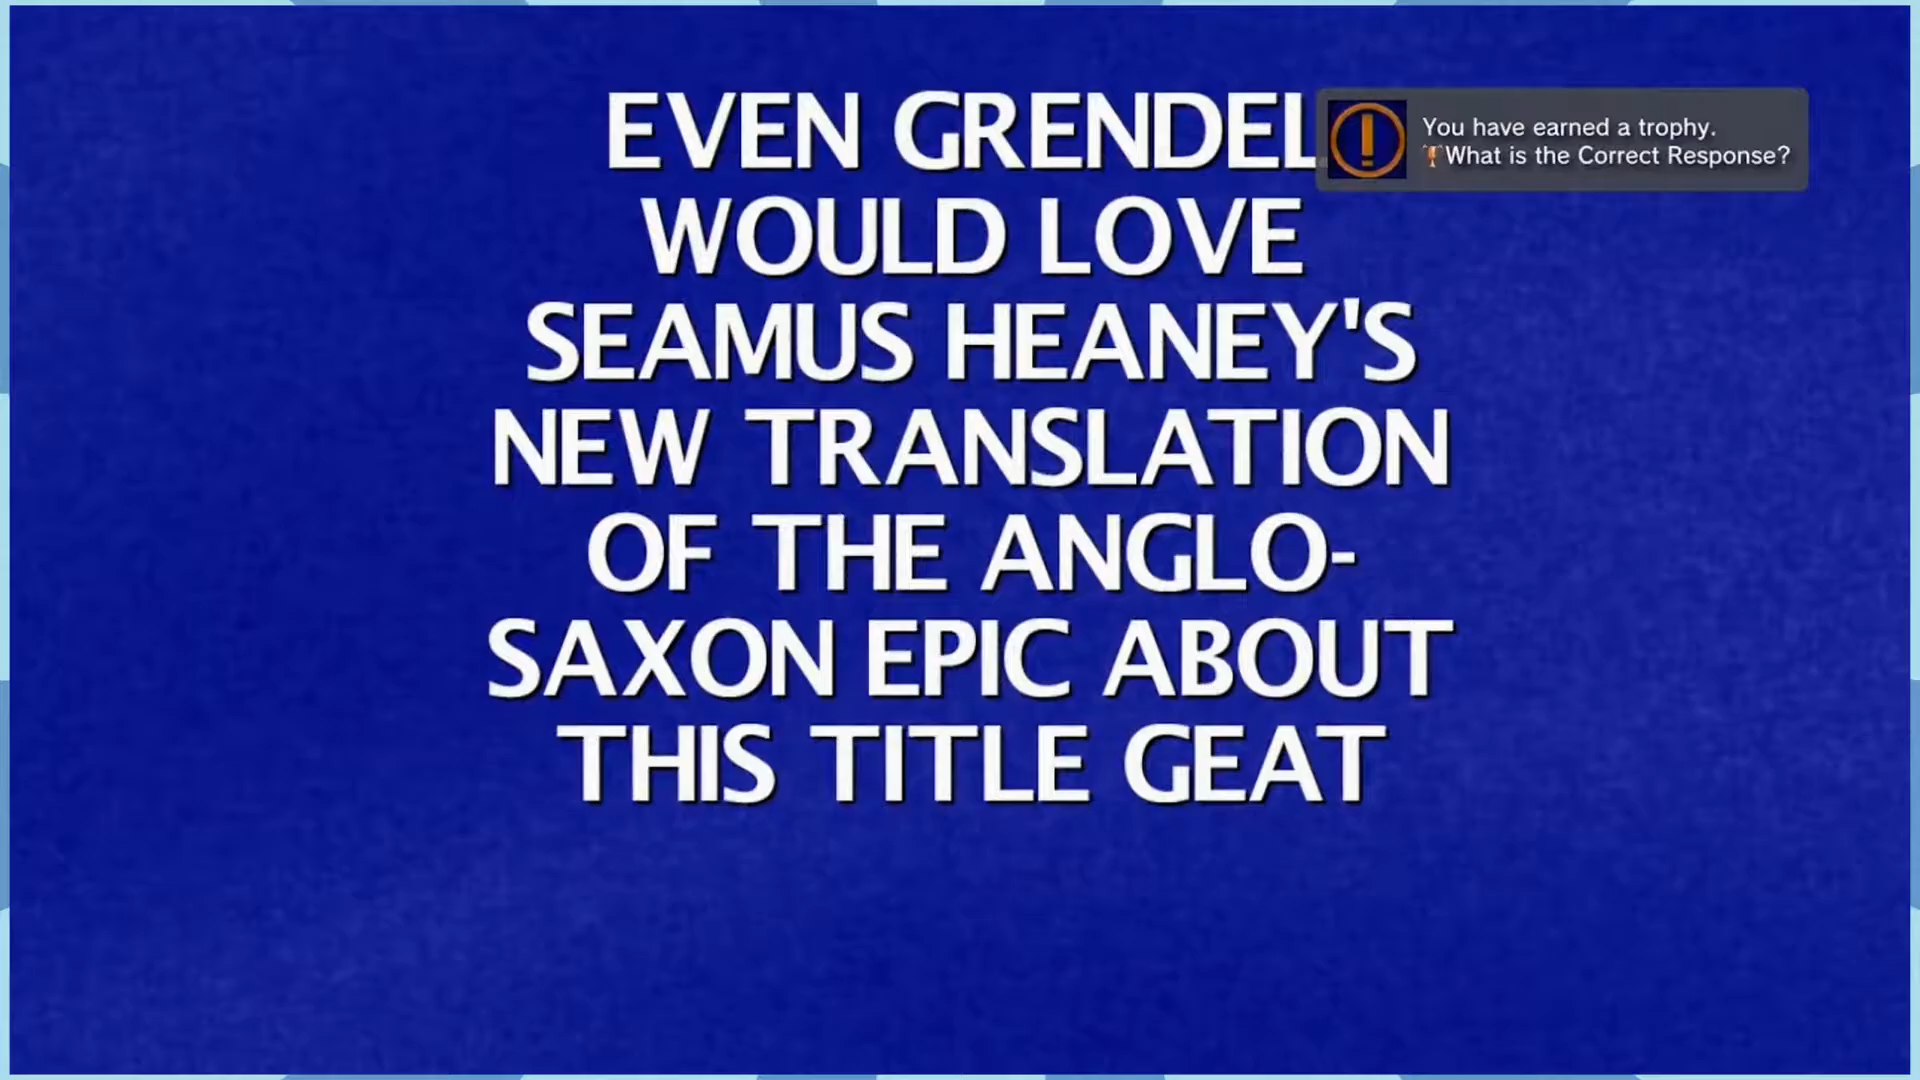 EVEN GRENDEL
WOULD LOVE
SEAMUS HEANEY'S
NEW TRANSLATION
OF THE ANGLO-
SAXON EPIC ABOUT
THIS TITLE GEAT
You have earned a trophy.
What is the Correct Response?